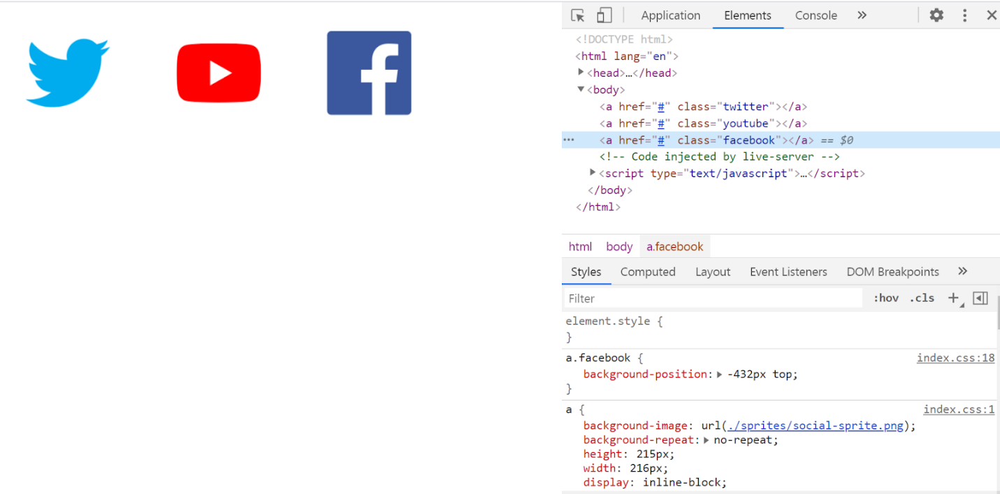 Application Elements Console »
<!DOCTYPE html>
<html lang="en">
<head>…</head>
<body>
<a href="#" class="twitter"></a>
<a href="#" class="youtube"></a>
<a href="#" class="facebook"></a> == $0
<!-- Code injected by live-server -->
<script type="text/javascript">…</script>
</body>
</html>
html body a.facebook
Styles Computed Layout Event Listeners DOM Breakpoints »
Filter :hov .cls +
element.style {
}
a.facebook { index.css:18
background-position: -432px top;
}
a { index.css:1
background-image: url(./sprites/social-sprite.png);
background-repeat: no-repeat;
height: 215px;
width: 216px;
display: inline-block;